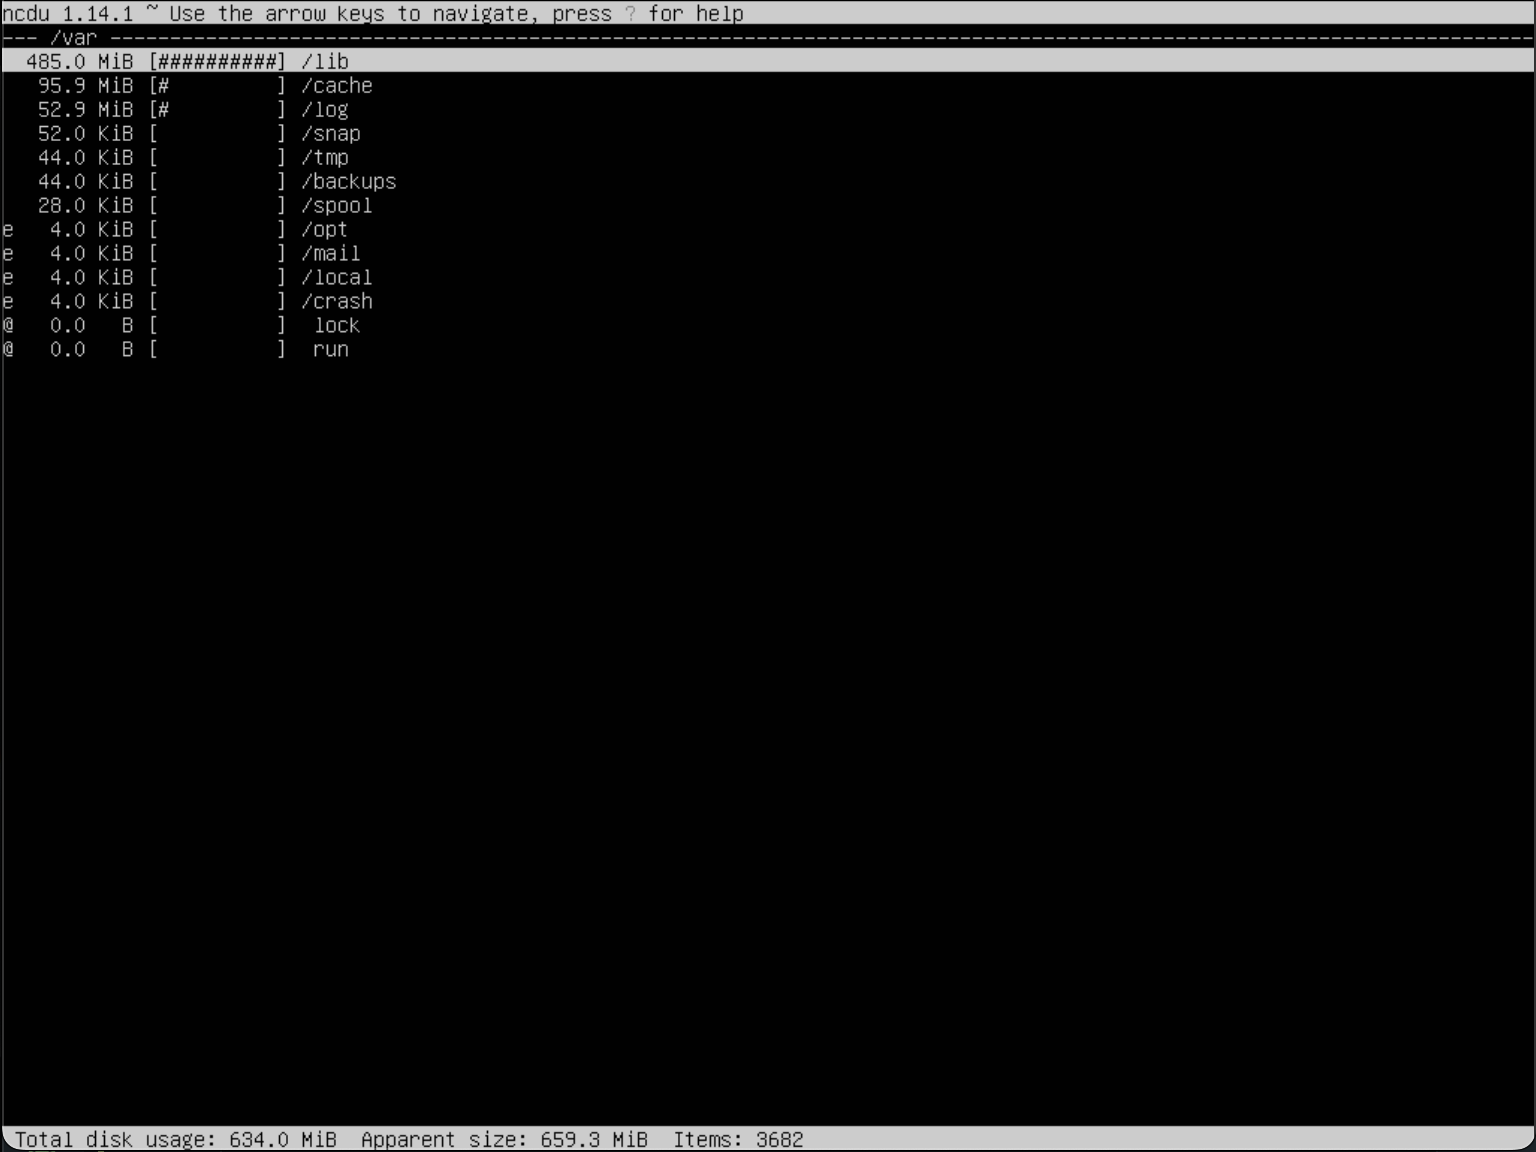 ncdu 1.14.1 ~ Use the arrow keys to navigate, press ? for help
--- /var -----------------------------------------------------------------------------------------------------------------------
  485.0 MiB [##########] /lib
   95.9 MiB [#         ] /cache
   52.9 MiB [#         ] /log
   52.0 KiB [          ] /snap
   44.0 KiB [          ] /tmp
   44.0 KiB [          ] /backups
   28.0 KiB [          ] /spool
e   4.0 KiB [          ] /opt
e   4.0 KiB [          ] /mail
e   4.0 KiB [          ] /local
e   4.0 KiB [          ] /crash
@   0.0   B [          ]  lock
@   0.0   B [          ]  run
Total disk usage: 634.0 MiB  Apparent size: 659.3 MiB  Items: 3682